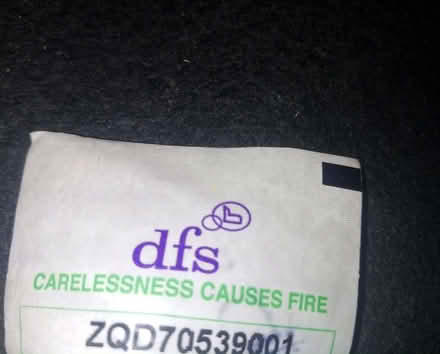 dfs
CARELESSNESS CAUSES FIRE
ZQD70539001